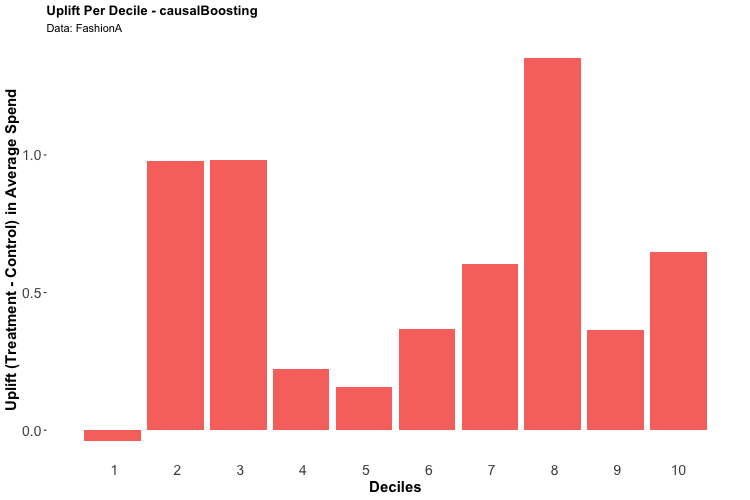 Uplift Per Decile - causalBoosting
Data: FashionA
Uplift (Treatment - Control) in Average Spend
1.0
0.5
0.0
1 2 3 4 5 6 7 8 9 10
Deciles